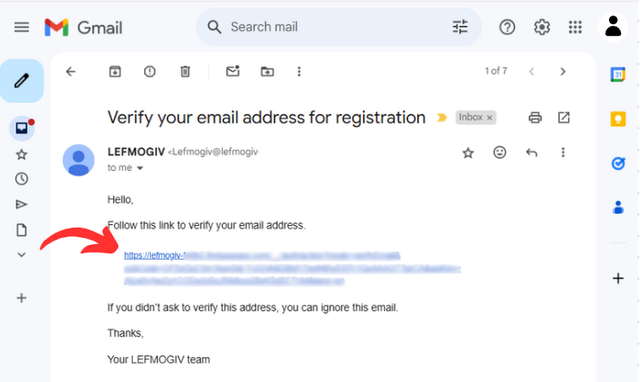 Gmail
Search mail
1 of 7
Verify your email address for registration Inbox ×
LEFMOGIV <Lefmogiv@lefmogiv
to me
Hello,
Follow this link to verify your email address.
https://lefmogiv-
If you didn't ask to verify this address, you can ignore this email.
Thanks,
Your LEFMOGIV team
31